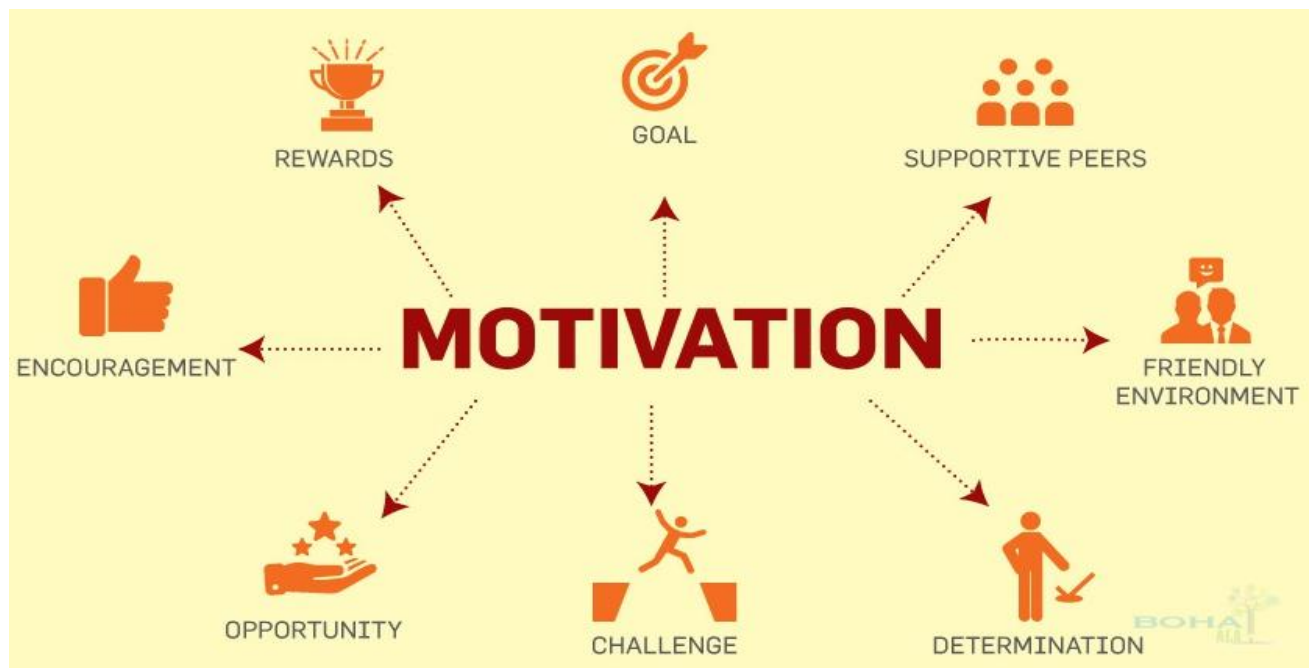 GOAL
REWARDS
SUPPORTIVE PEERS
MOTIVATION
ENCOURAGEMENT
FRIENDLY
ENVIRONMENT
OPPORTUNITY
CHALLENGE
DETERMINATION
BOHA